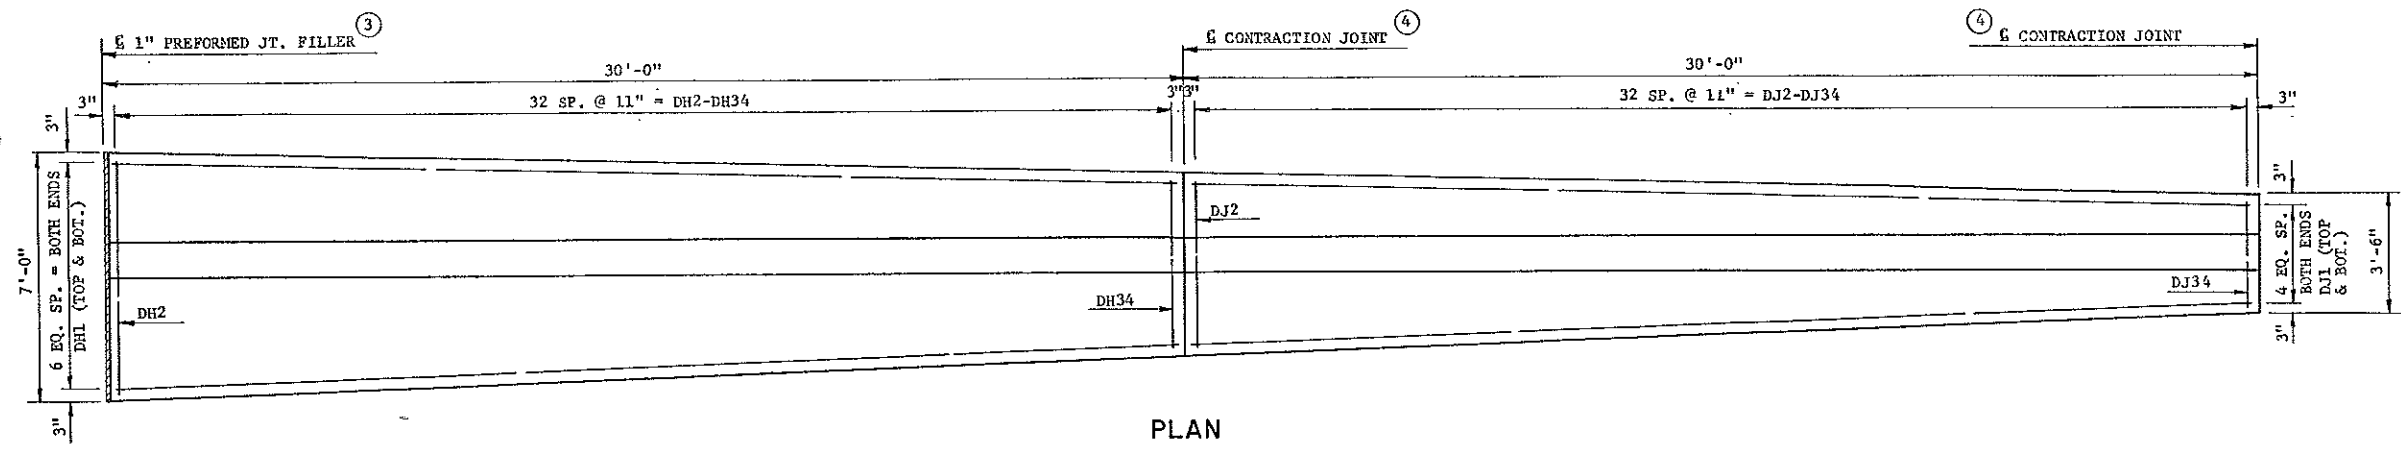 ③
℄ 1" PREFORMED JT. FILLER
④
℄ CONTRACTION JOINT
④
℄ CONTRACTION JOINT
30'-0"
30'-0"
3"
32 SP. @ 11" = DH2-DH34
3"
3"
32 SP. @ 11" = DJ2-DJ34
3"
3"
7'-0"
6 EQ. SP. = BOTH ENDS
DH1 (TOP & BOT.)
3"
DH2
DH34
DJ2
DJ34
3"
4 EQ. SP.
BOTH ENDS
DJ1 (TOP
& BOT.)
3'-6"
3"
PLAN